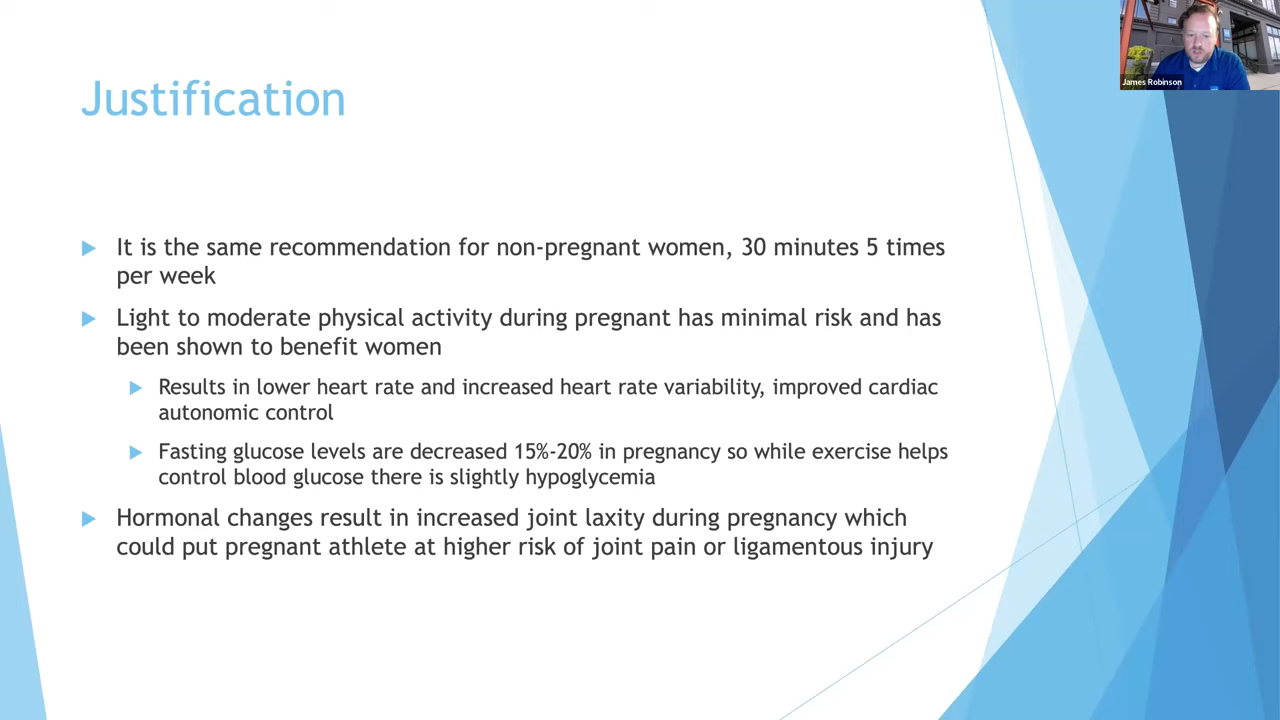 James Robinson
Justification
It is the same recommendation for non-pregnant women, 30 minutes 5 times
per week
Light to moderate physical activity during pregnant has minimal risk and has
been shown to benefit women
Results in lower heart rate and increased heart rate variability, improved cardiac
autonomic control
Fasting glucose levels are decreased 15%-20% in pregnancy so while exercise helps
control blood glucose there is slightly hypoglycemia
Hormonal changes result in increased joint laxity during pregnancy which
could put pregnant athlete at higher risk of joint pain or ligamentous injury